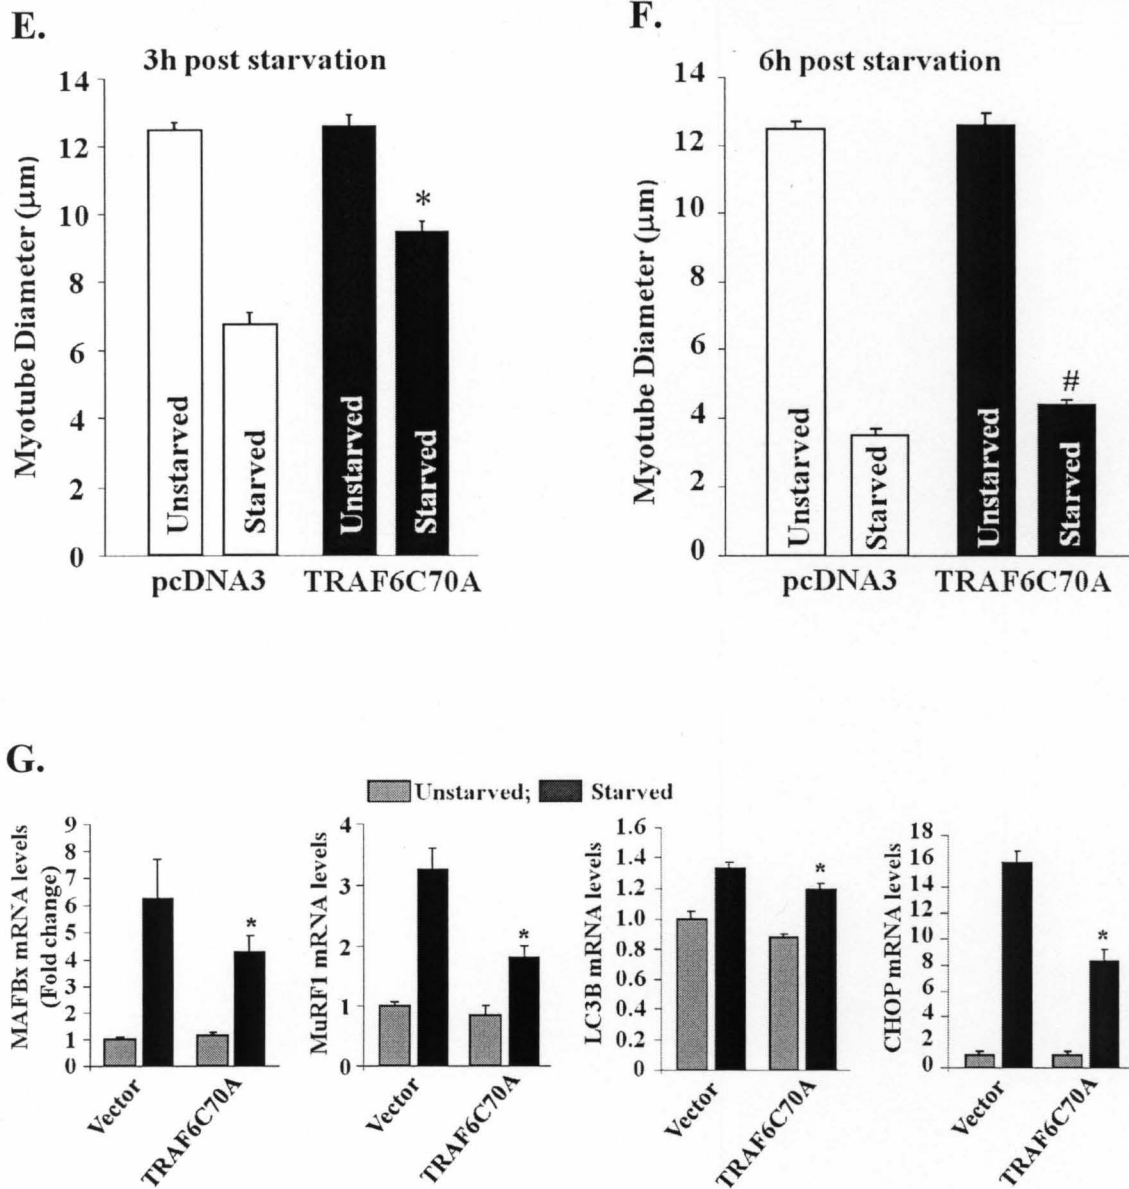 E.
3h post starvation
Myotube Diameter (μm)
14
12
10
8
6
4
2
0
Unstarved
Starved
Unstarved
Starved
*
pcDNA3 TRAF6C70A
F.
6h post starvation
Myotube Diameter (μm)
14
12
10
8
6
4
2
0
Unstarved
Starved
Unstarved
Starved
#
pcDNA3 TRAF6C70A
G.
Unstarved; Starved
MAFBx mRNA levels
(Fold change)
9
8
7
6
5
4
3
2
1
0
*
Vector
TRAF6C70A
MuRF1 mRNA levels
4
3
2
1
0
*
Vector
TRAF6C70A
LC3B mRNA levels
1.6
1.4
1.2
1.0
0.8
0.6
0.4
0.2
0
*
Vector
TRAF6C70A
CHOP mRNA levels
18
16
14
12
10
8
6
4
2
0
*
Vector
TRAF6C70A